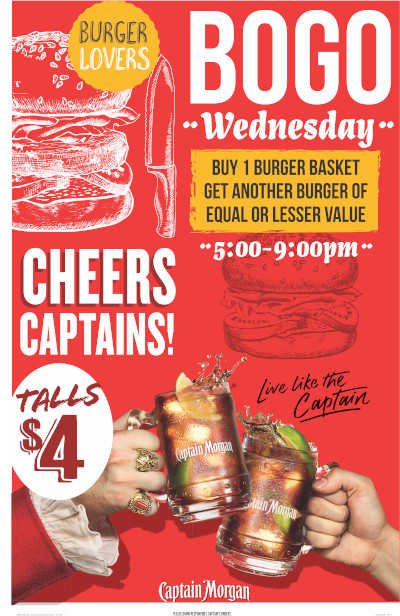 BURGER
LOVERS
BOGO
Wednesday
BUY 1 BURGER BASKET
GET ANOTHER BURGER OF
EQUAL OR LESSER VALUE
5:00-9:00pm
CHEERS
CAPTAINS!
TALLS
$4
Live like the
Captain.
Captain Morgan
Captain Morgan
Captain Morgan
PLEASE DRINK RESPONSIBLY. CAPTAIN'S ORDERS.